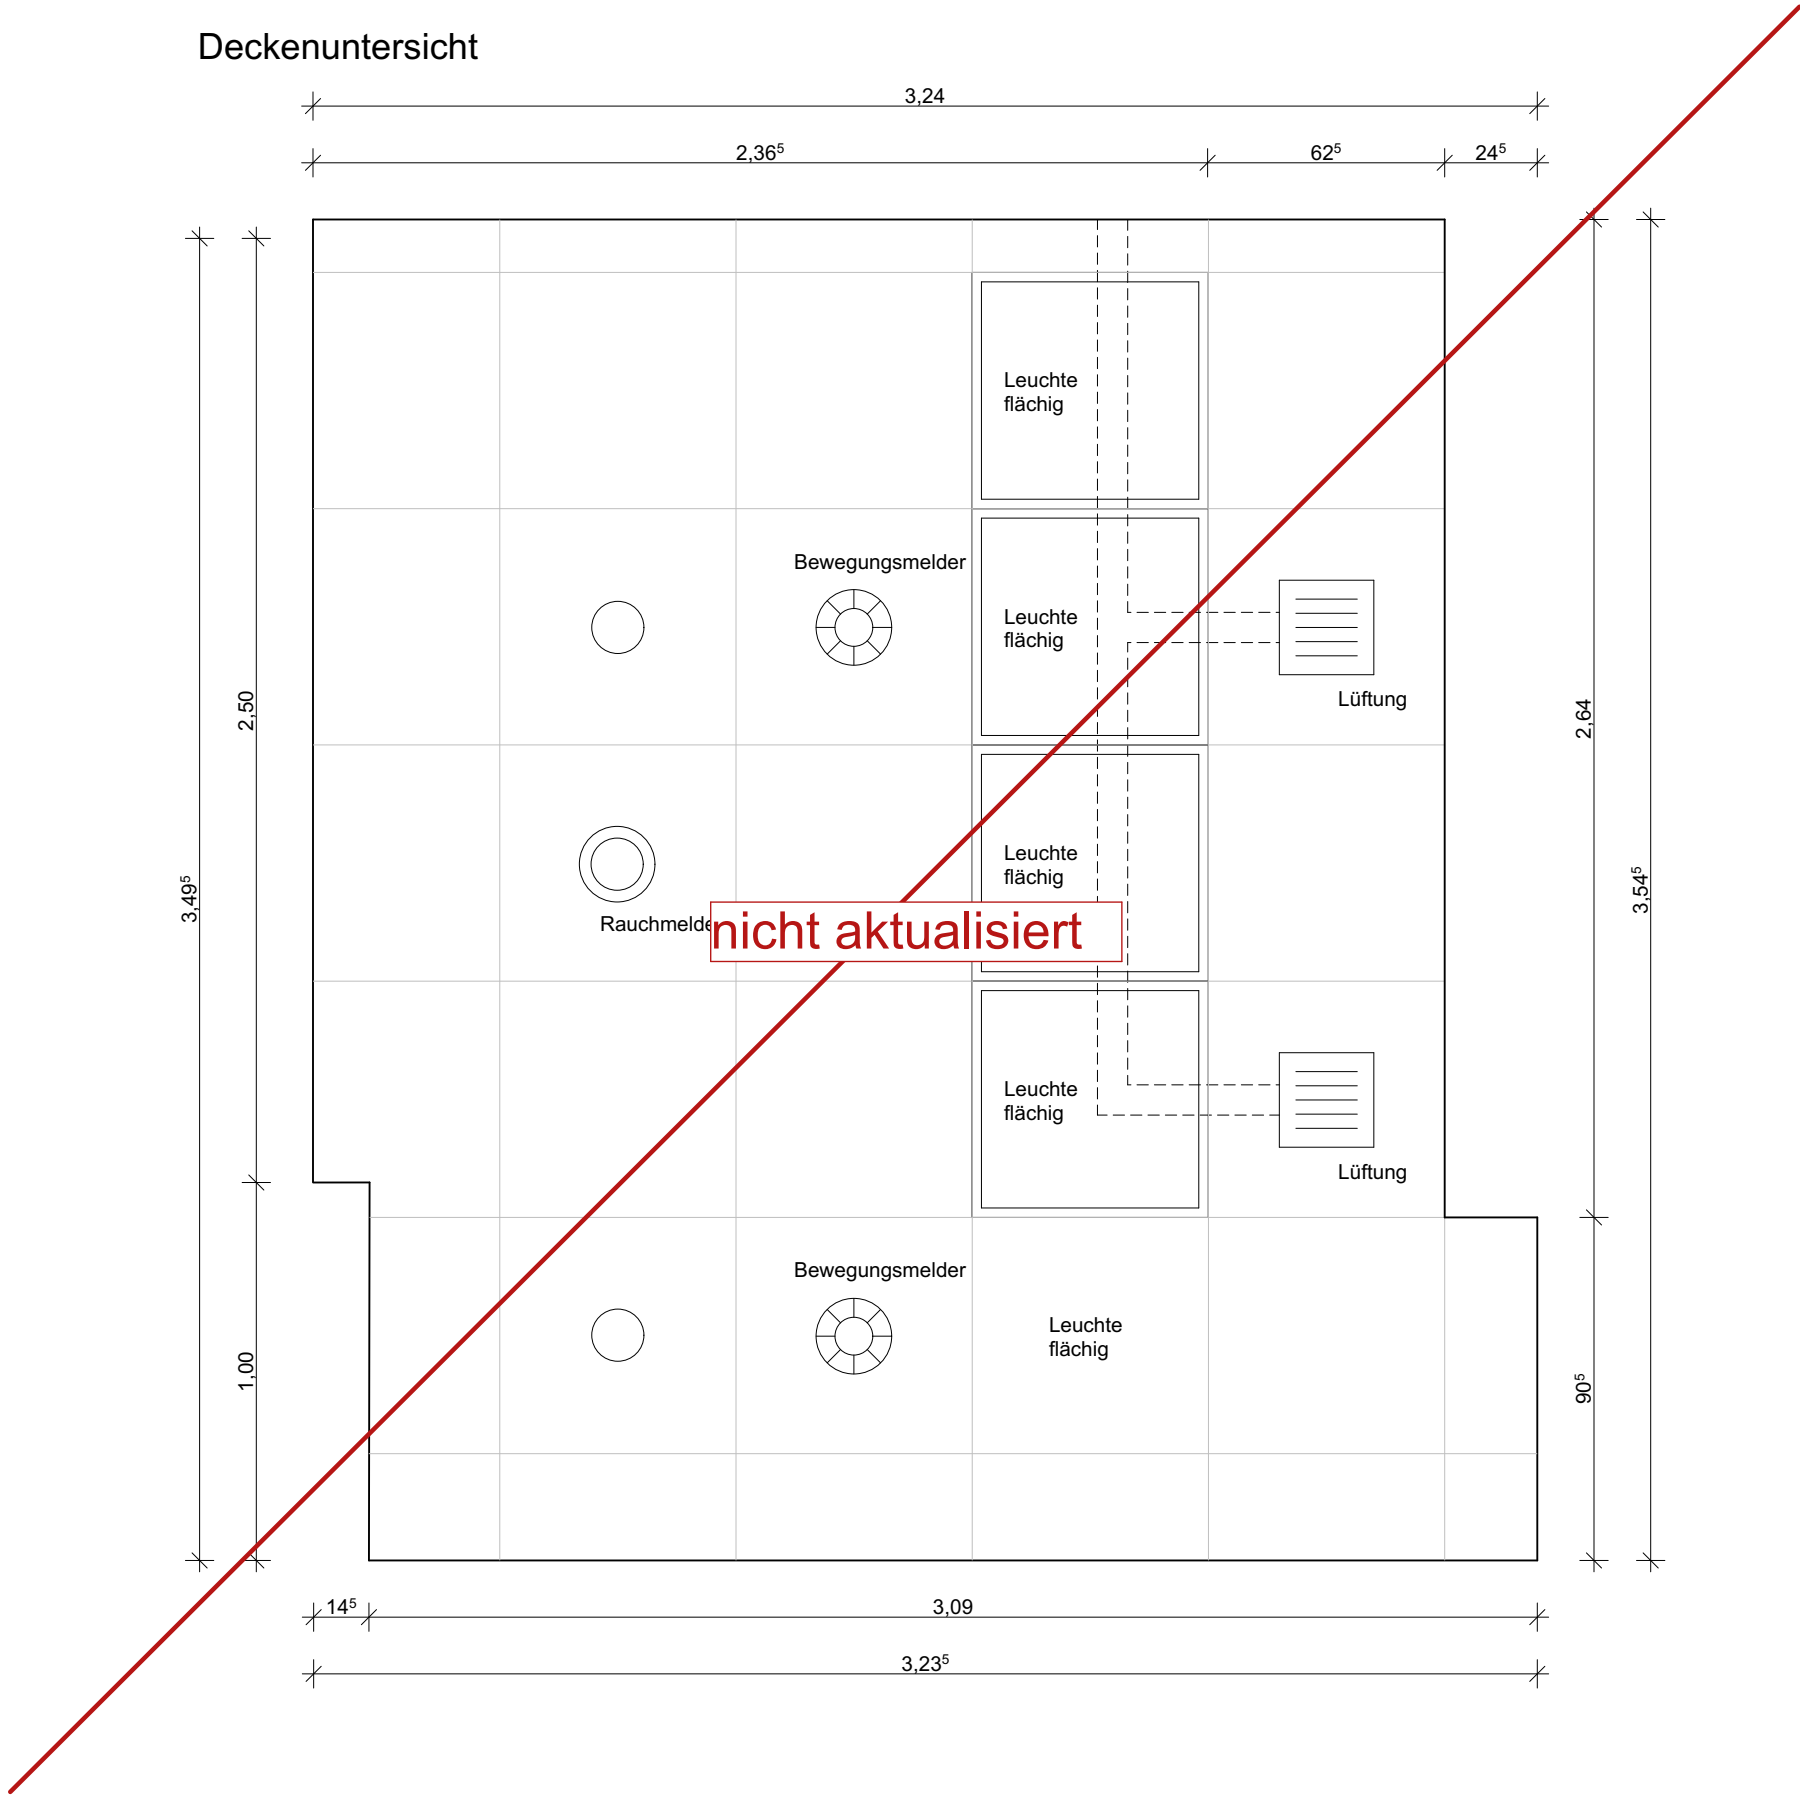 Deckenuntersicht
3,24
2,36⁵
62⁵
24⁵
Leuchte
flächig
Bewegungsmelder
Leuchte
flächig
Lüftung
2,50
2,64
3,49⁵
3,54⁵
Leuchte
flächig
Rauchmelde
nicht aktualisiert
Leuchte
flächig
Lüftung
Bewegungsmelder
Leuchte
flächig
1,00
90⁵
14⁵
3,09
3,23⁵